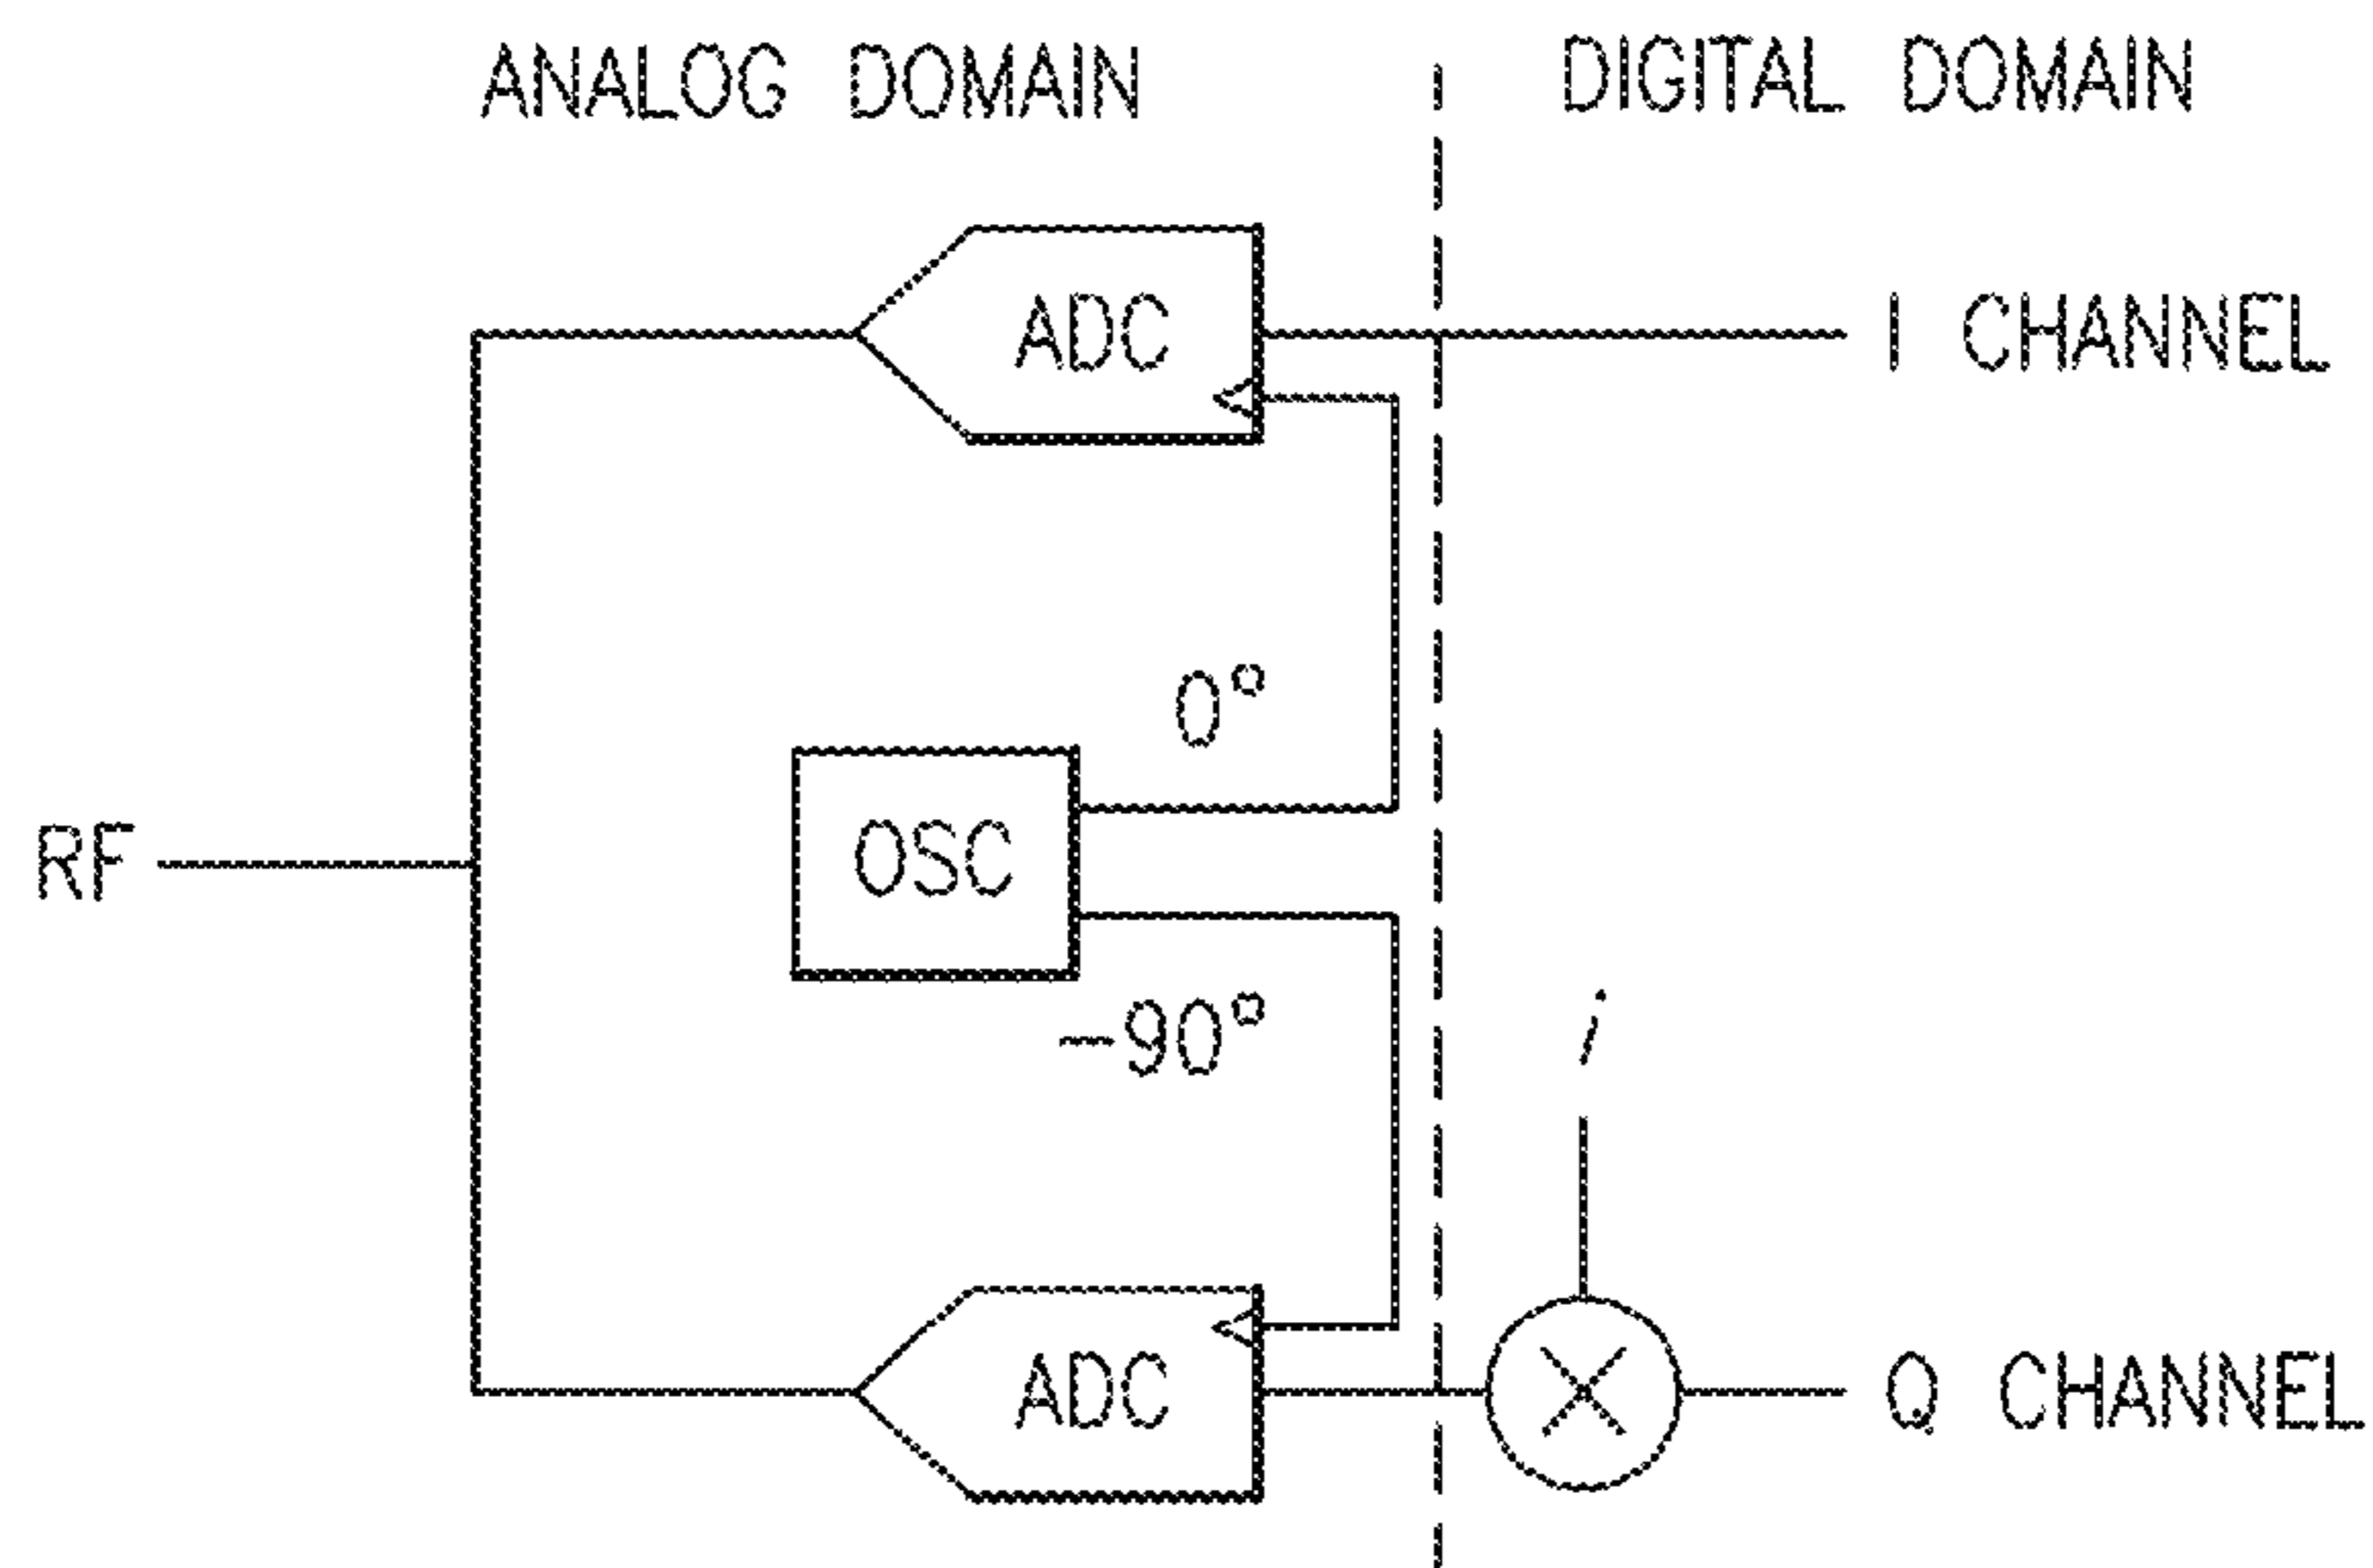 ANALOG DOMAIN
DIGITAL DOMAIN
ADC
I CHANNEL
0°
RF
OSC
-90°
i
ADC
Q CHANNEL